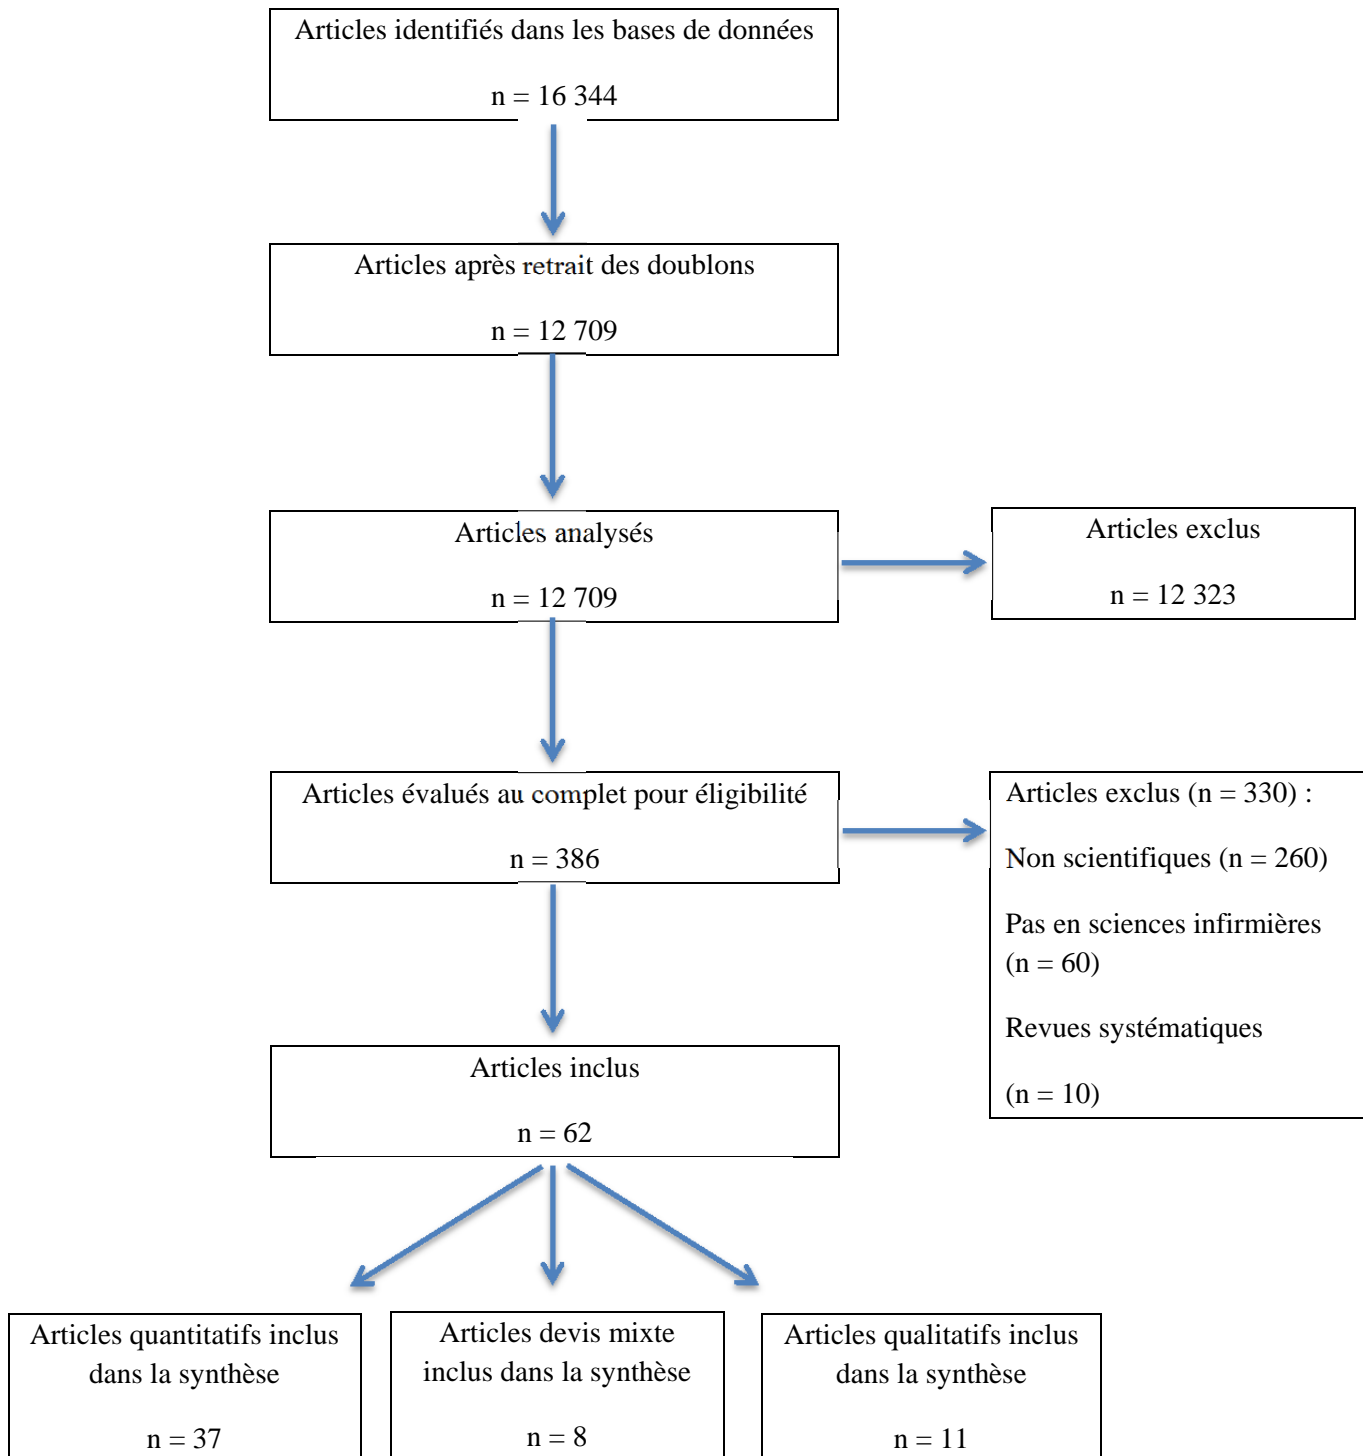 Articles identifiés dans les bases de données
n = 16 344
Articles après retrait des doublons
n = 12 709
Articles analysés
n = 12 709
Articles exclus
n = 12 323
Articles évalués au complet pour éligibilité
n = 386
Articles exclus (n = 330) :
Non scientifiques (n = 260)
Pas en sciences infirmières
(n = 60)
Revues systématiques
(n = 10)
Articles inclus
n = 62
Articles quantitatifs inclus
dans la synthèse
n = 37
Articles devis mixte
inclus dans la synthèse
n = 8
Articles qualitatifs inclus
dans la synthèse
n = 11